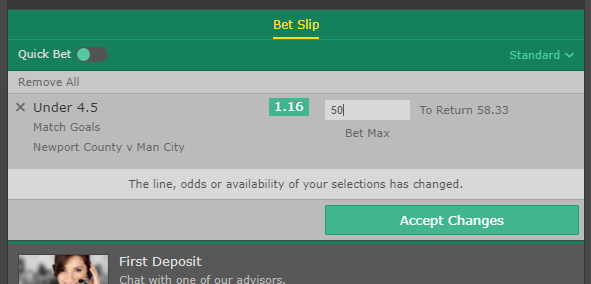 Bet Slip
Quick Bet
Standard
Remove All
Under 4.5 1.16 50 To Return 58.33
Match Goals
Bet Max
Newport County v Man City
The line, odds or availability of your selections has changed.
Accept Changes
First Deposit
Chat with one of our advisors.